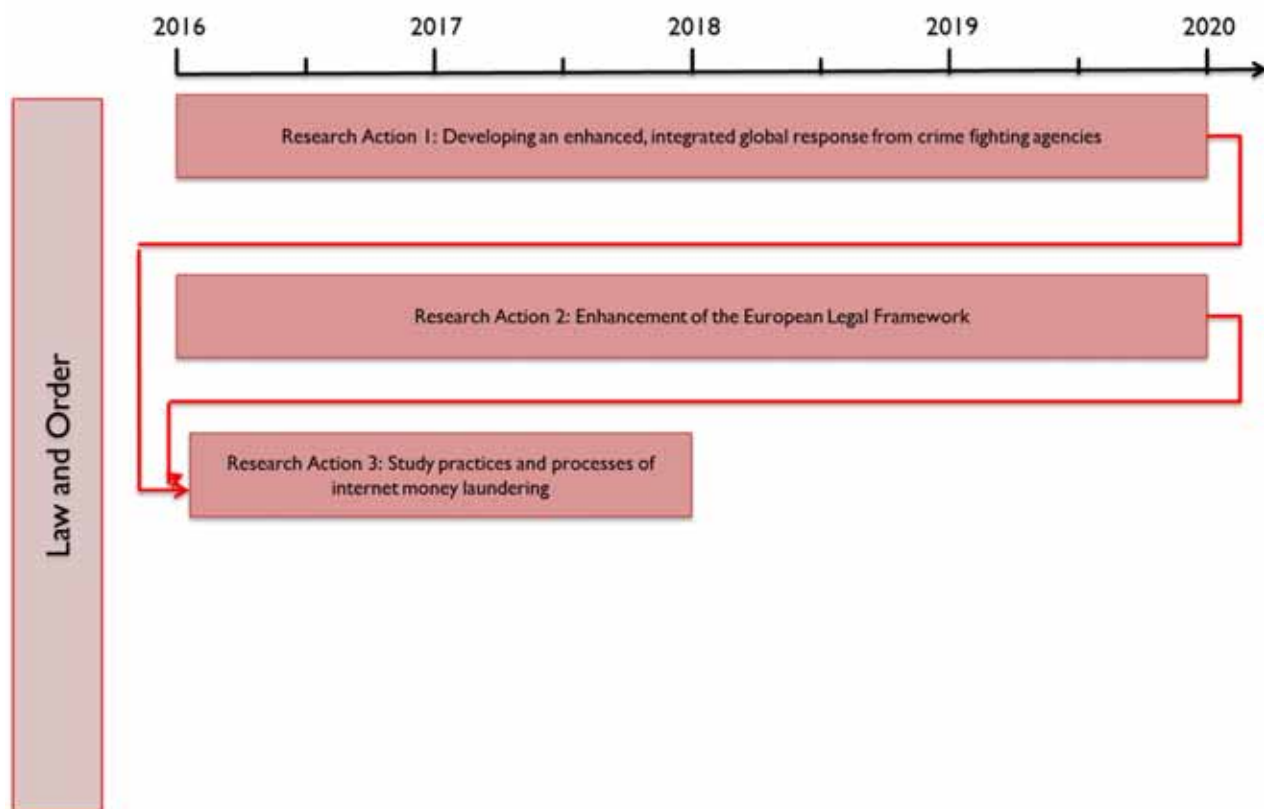 2016 2017 2018 2019 2020
Research Action 1: Developing an enhanced, integrated global response from crime fighting agencies
Research Action 2: Enhancement of the European Legal Framework
Research Action 3: Study practices and processes of
internet money laundering
Law and Order